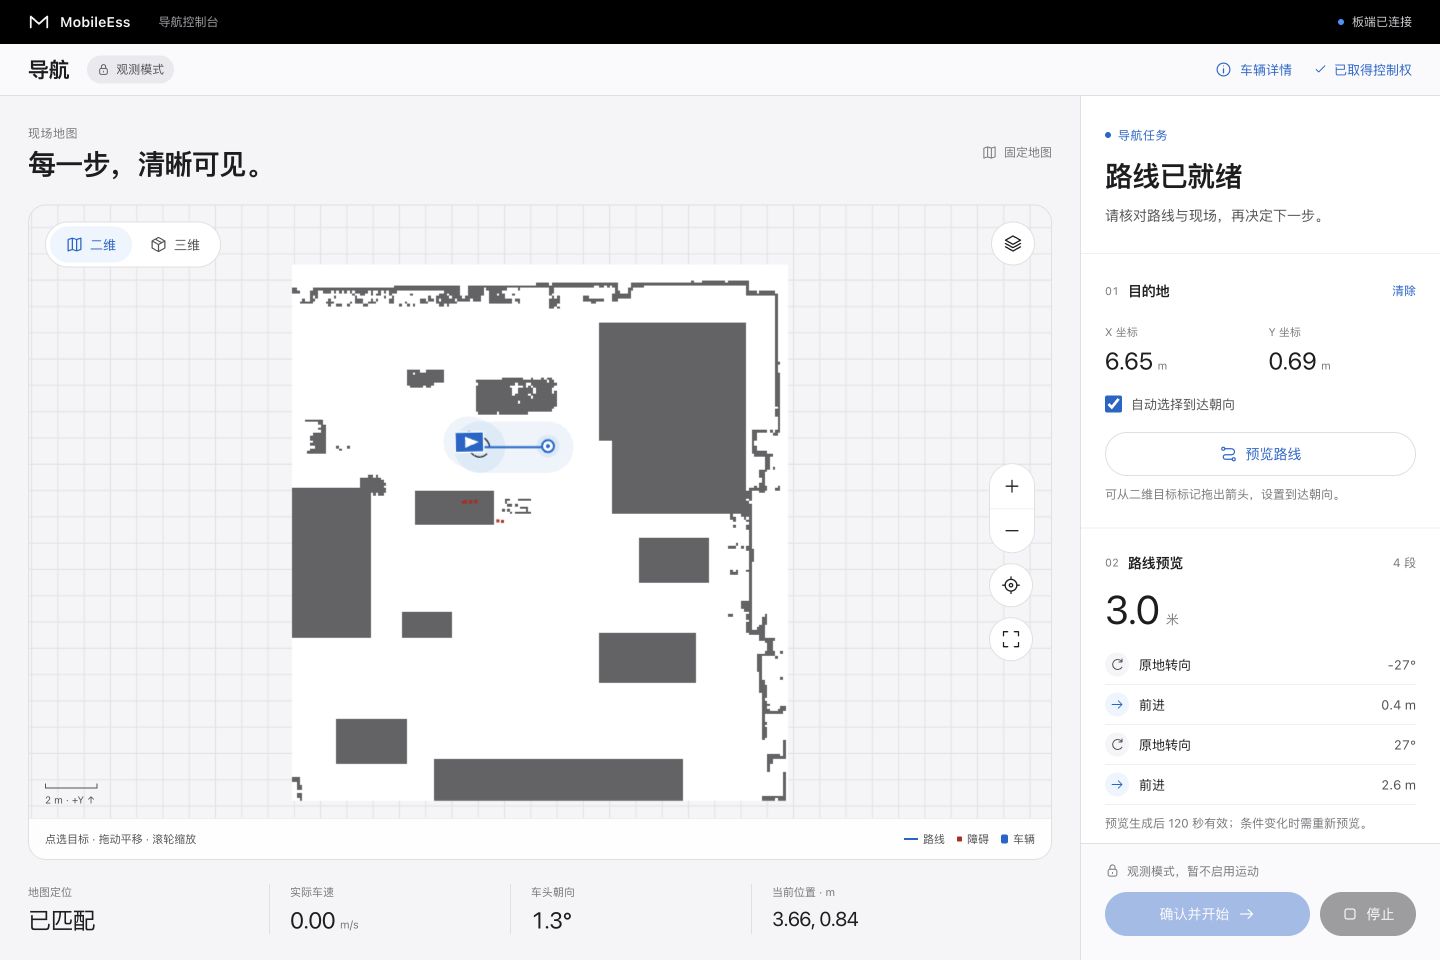 MobileEss 导航控制台 板端已连接
导航 观测模式 车辆详情 已取得控制权
现场地图
每一步，清晰可见。
固定地图
二维 三维
2 m · +Y ↑
点选目标 · 拖动平移 · 滚轮缩放 路线 障碍 车辆
地图定位 实际车速 车头朝向 当前位置 · m
已匹配 0.00 m/s 1.3° 3.66, 0.84
导航任务
路线已就绪
请核对路线与现场，再决定下一步。
01 目的地 清除
X 坐标 Y 坐标
6.65 m 0.69 m
自动选择到达朝向
预览路线
可从二维目标标记拖出箭头，设置到达朝向。
02 路线预览 4 段
3.0 米
原地转向 -27°
前进 0.4 m
原地转向 27°
前进 2.6 m
预览生成后 120 秒有效；条件变化时需重新预览。
观测模式，暂不启用运动
确认并开始 → 停止